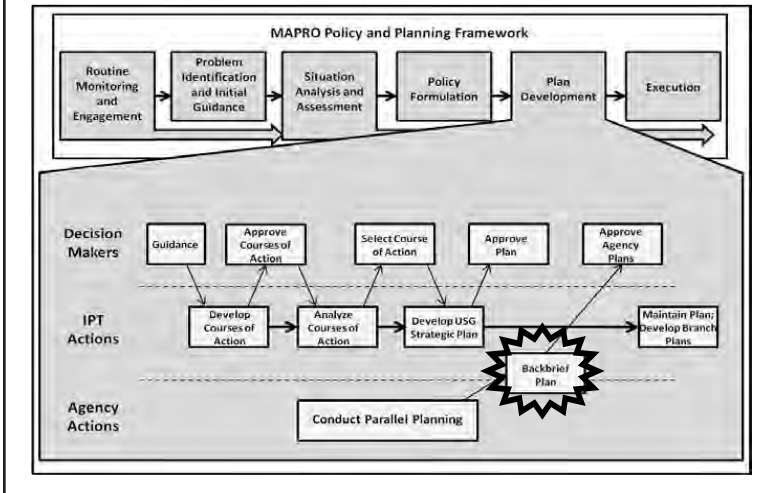 MAPRO Policy and Planning Framework
Routine
Monitoring
and
Engagement
Problem
Identification
and Initial
Guidance
Situation
Analysis and
Assessment
Policy
Formulation
Plan
Development
Execution
Decision
Makers
Guidance
Approve
Courses of
Action
Select Course
of Action
Approve
Plan
Approve
Agency
Plans
IPT
Actions
Develop
Courses of
Action
Analyze
Courses of
Action
Develop USG
Strategic Plan
Maintain Plan;
Develop Branch
Plans
Backbrief
Plan
Agency
Actions
Conduct Parallel Planning